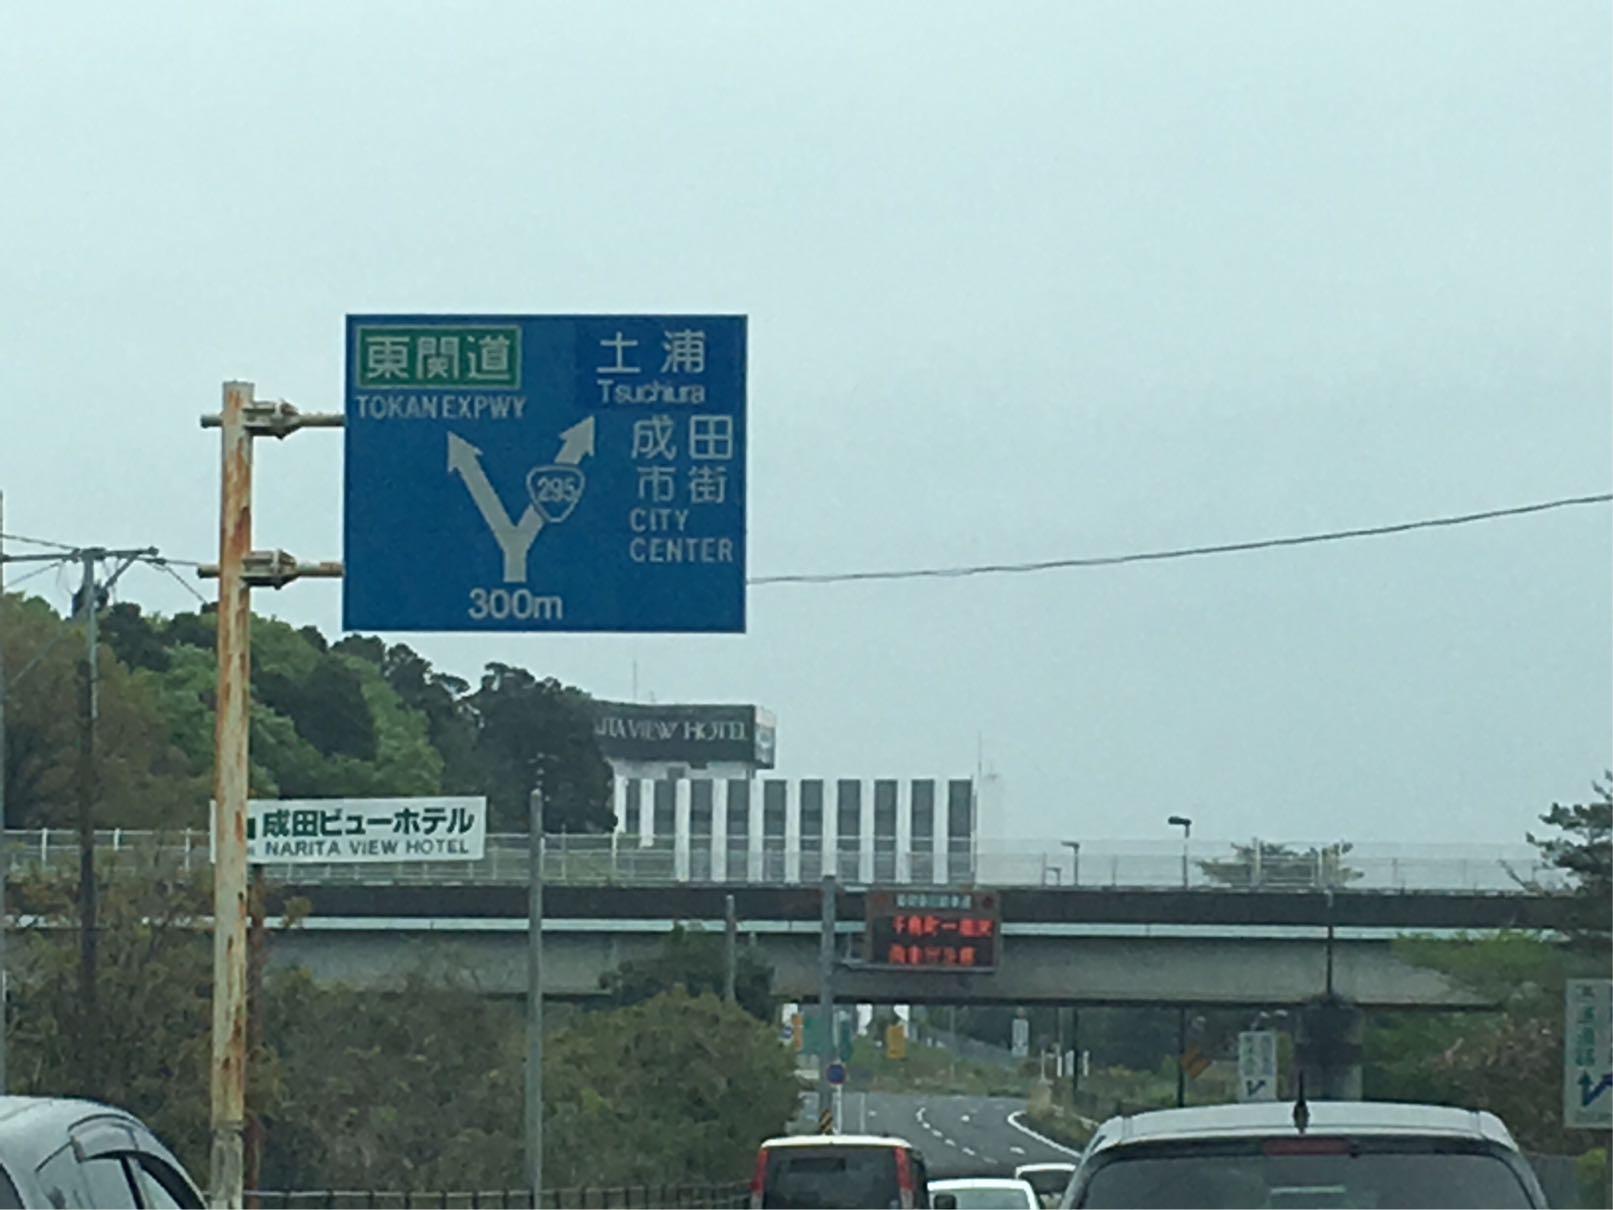 東関道
TOKAN EXPWY
土浦
Tsuchiura
成田
市街
CITY
CENTER
295
300m
VIEW HOTEL
成田ビューホテル
NARITA VIEW HOTEL